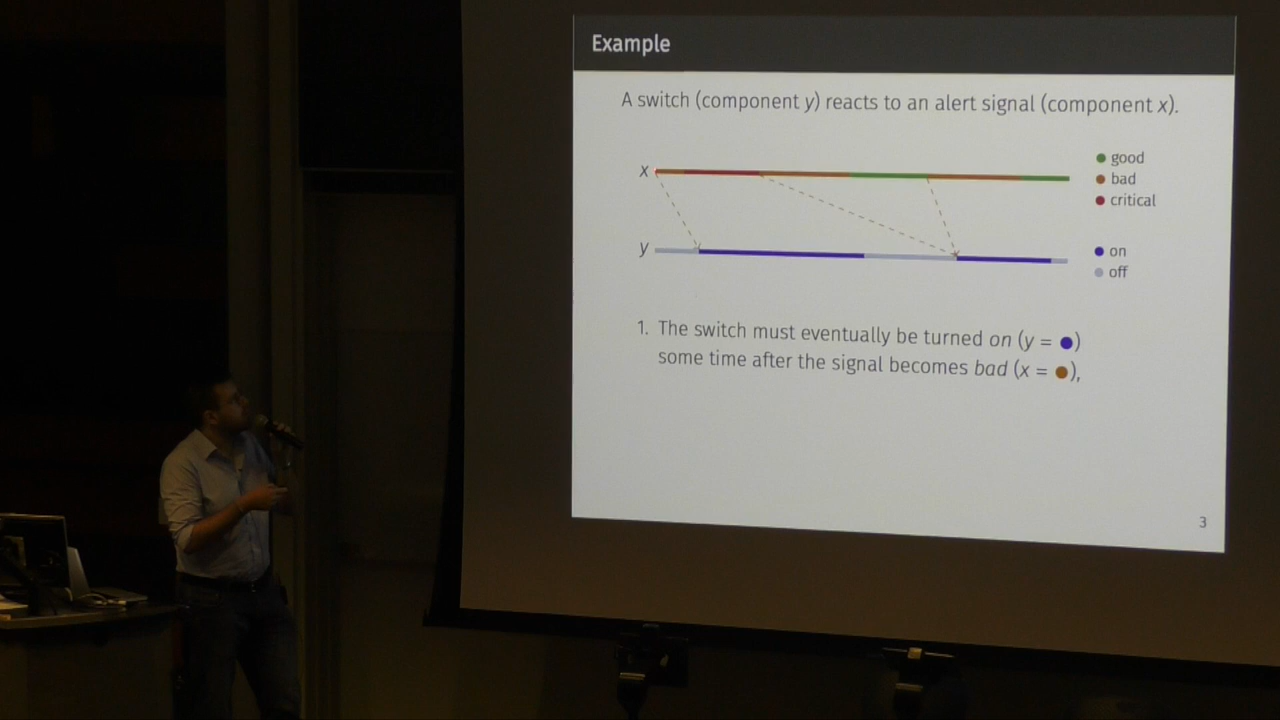 Example
A switch (component y) reacts to an alert signal (component x).
x
good
bad
critical
y
on
off
1. The switch must eventually be turned on (y = ●)
some time after the signal becomes bad (x = ●),
3